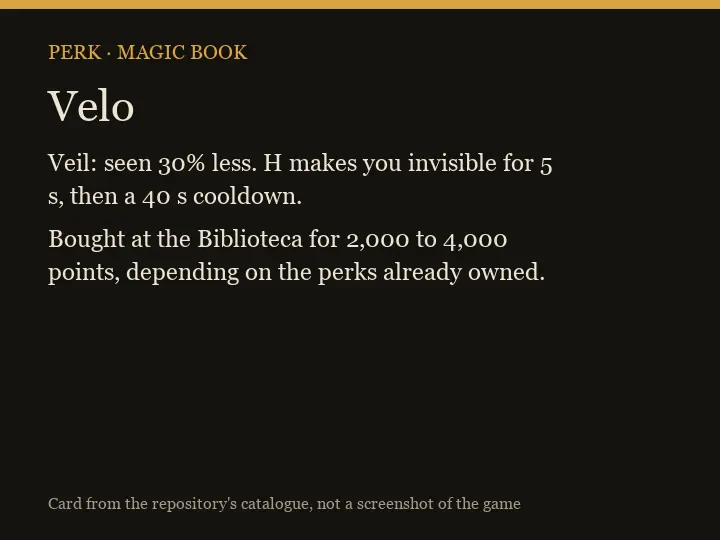 PERK · MAGIC BOOK
Velo
Veil: seen 30% less. H makes you invisible for 5
s, then a 40 s cooldown.
Bought at the Biblioteca for 2,000 to 4,000
points, depending on the perks already owned.
Card from the repository's catalogue, not a screenshot of the game